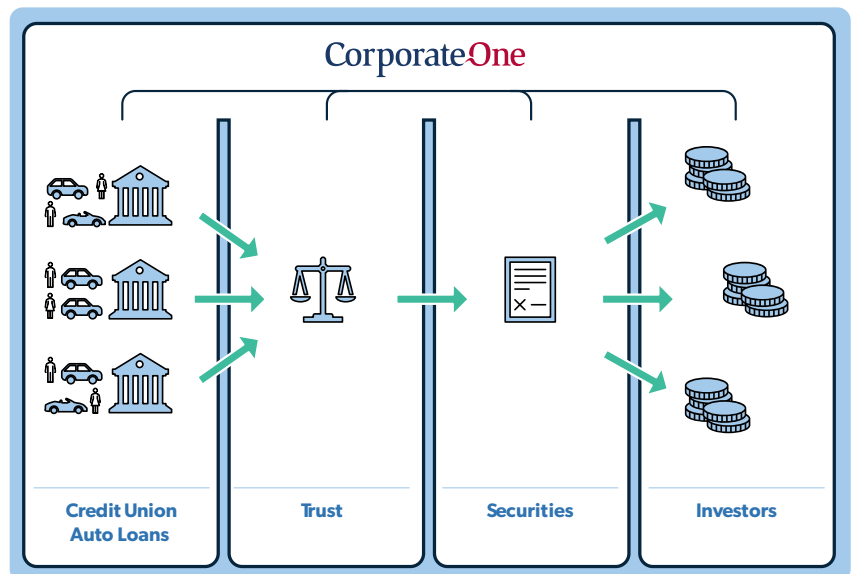 CorporateOne
Credit Union
Auto Loans
Trust
Securities
Investors